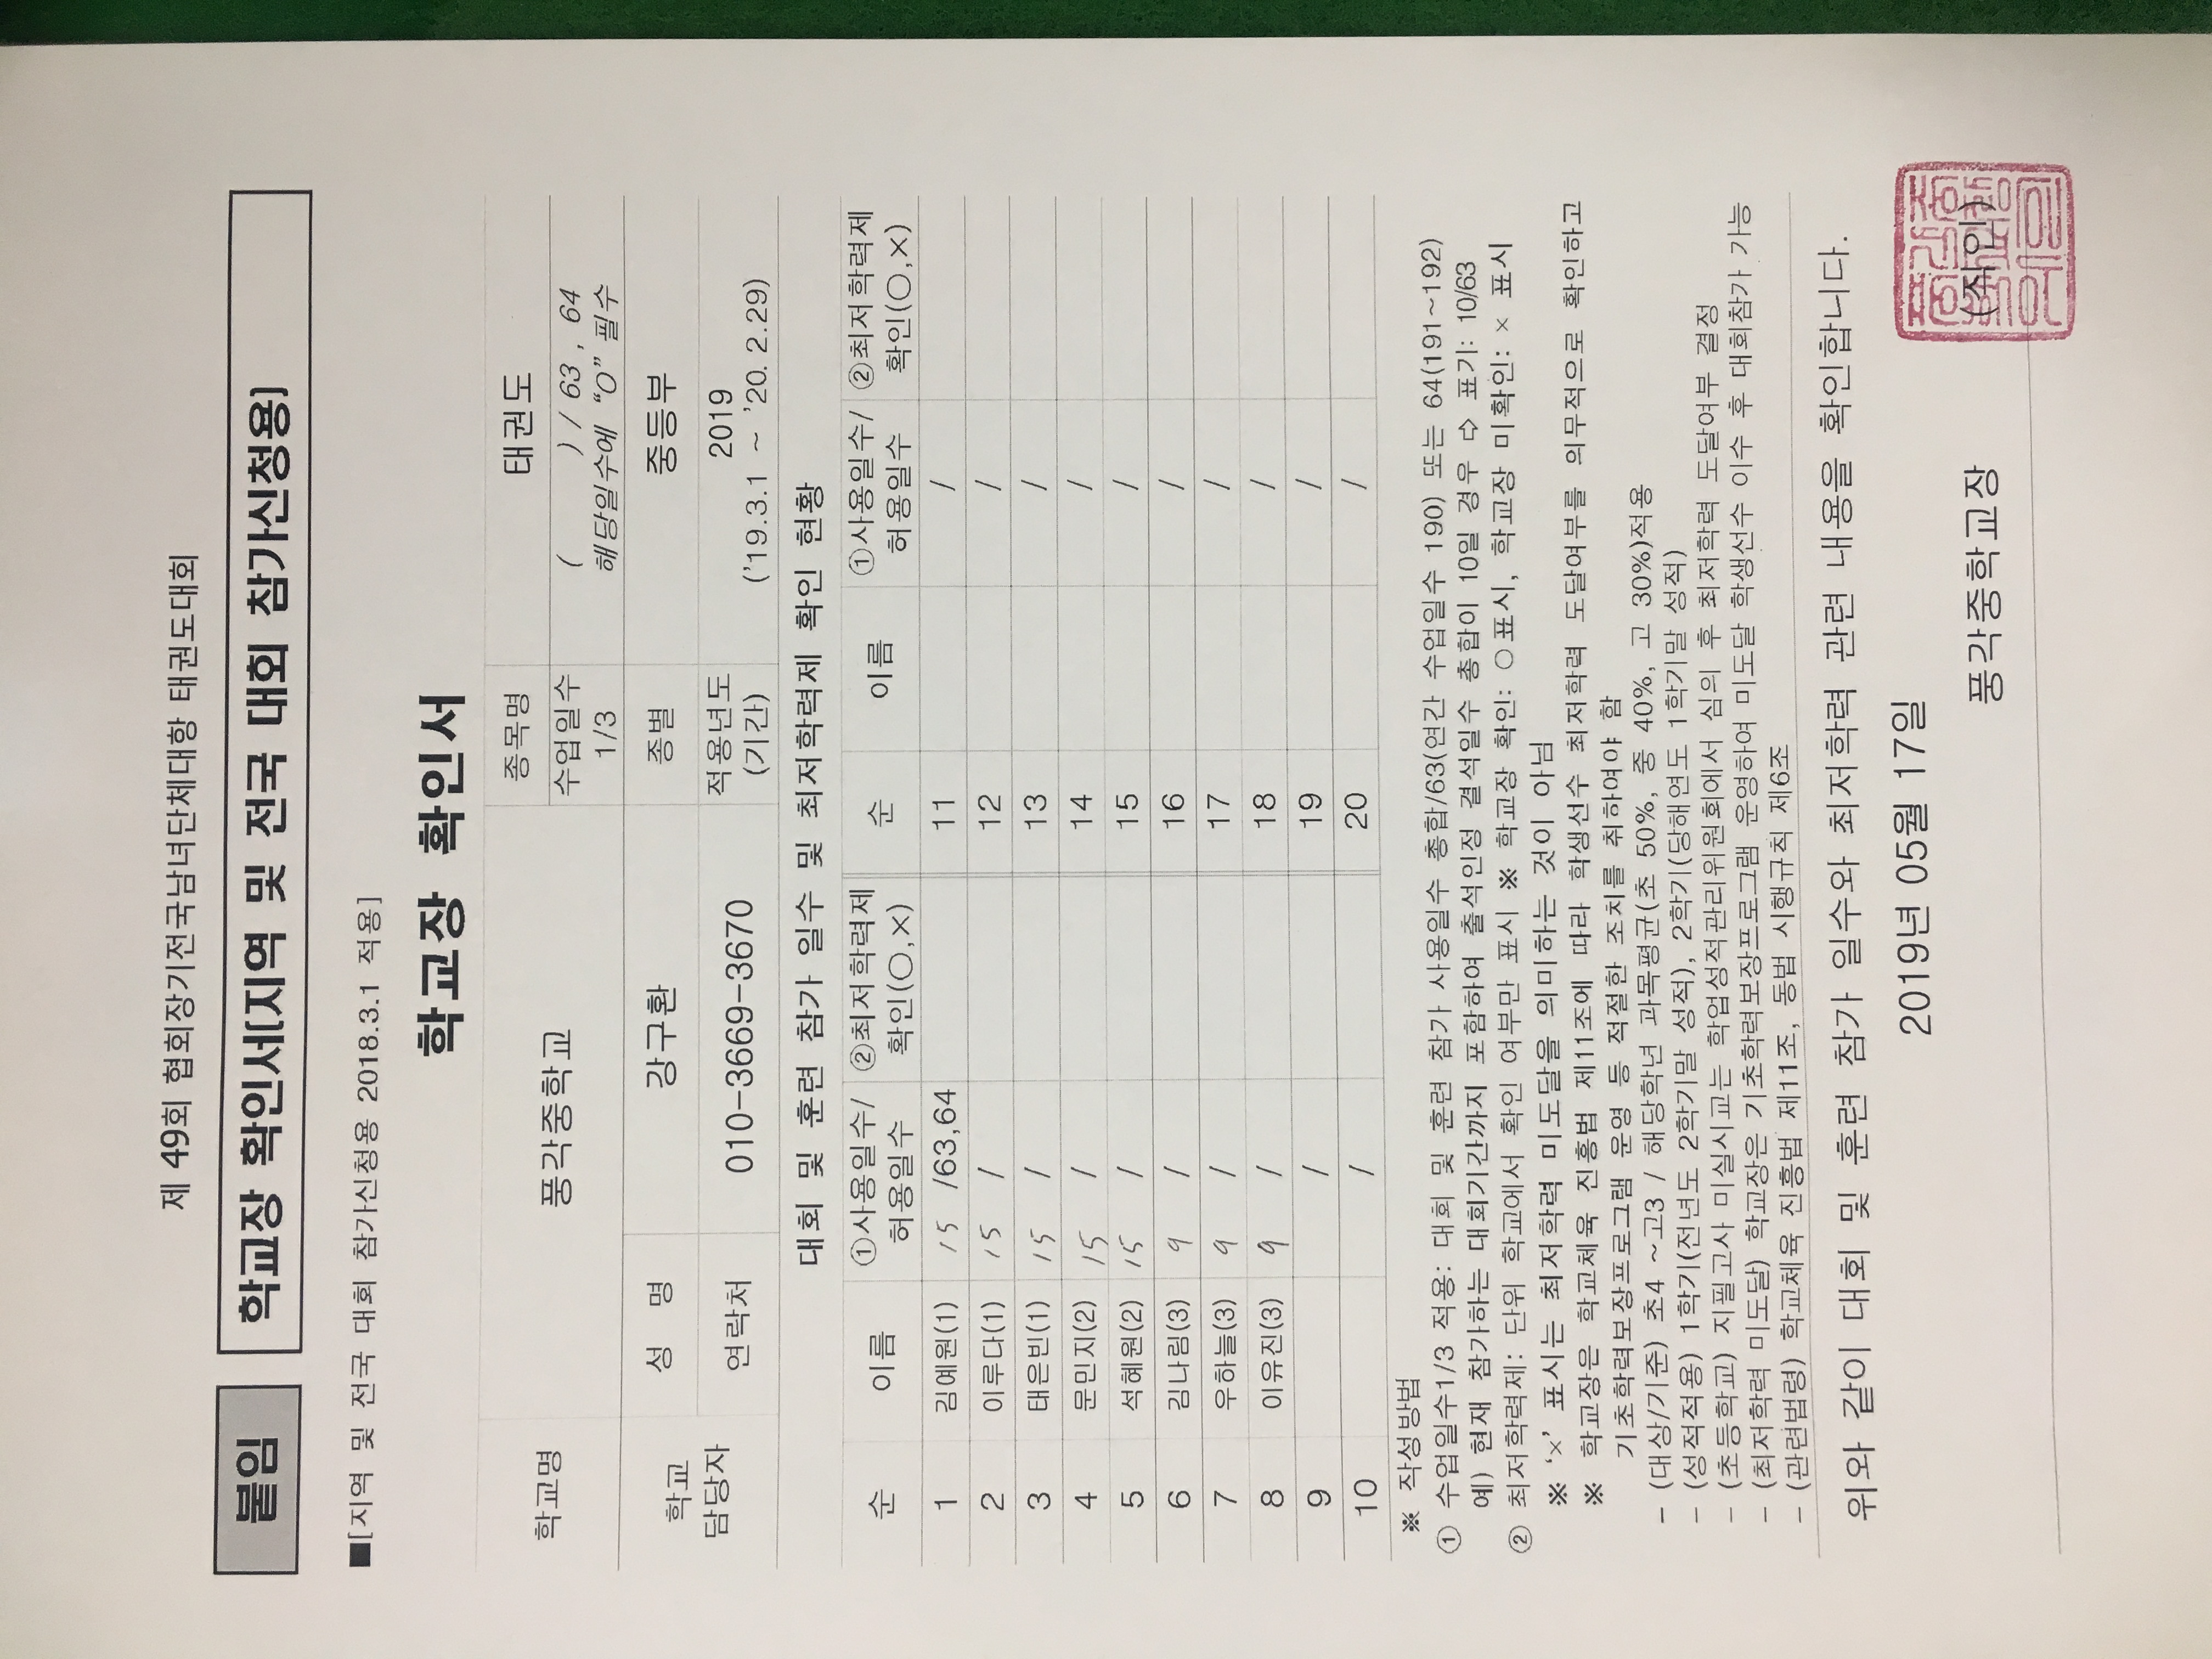 제 49회 협회장기전국남녀단체대항 태권도대회
붙임 학교장 확인서[지역 및 전국 대회 참가신청용]
■[지역 및 전국 대회 참가신청용 2018.3.1 적용]
학교장 확인서
학교명 풍각중학교 종목명 태권도
수업일수 1/3 ( ) / 63 , 64
해당일수에 “O” 필수
학교 담당자 성 명 강구환 종별 중등부
연락처 010-3669-3670 적용년도 (기간) 2019
('19.3.1 ~ '20. 2.29)
대회 및 훈련 참가 일수 및 최저학력제 확인 현황
순 이름 ①사용일수/허용일수 ②최저학력제 확인(○,×) 순 이름 ①사용일수/허용일수 ②최저학력제 확인(○,×)
1 김예원(1) 15 /63,64 11 /
2 이루다(1) 15 / 12 /
3 태은빈(1) 15 / 13 /
4 문민지(2) 15 / 14 /
5 석혜원(2) 15 / 15 /
6 김나림(3) 9 / 16 /
7 우하늘(3) 9 / 17 /
8 이유진(3) 9 / 18 /
9 / 19 /
10 / 20 /
※ 작성방법
① 수업일수1/3 적용: 대회 및 훈련 참가 사용일수 총합/63(연간 수업일수 190) 또는 64(191~192)
예) 현재 참가하는 대회기간까지 포함하여 출석인정 결석일수 총합이 10일 경우 ⇨ 표기: 10/63
② 최저학력제: 단위 학교에서 확인 여부만 표시 ※ 학교장 확인: ○표시, 학교장 미확인: × 표시
※ ‘×’ 표시는 최저학력 미도달을 의미하는 것이 아님
※ 학교장은 학교체육 진흥법 제11조에 따라 학생선수 최저학력 도달여부를 의무적으로 확인하고
기초학력보장프로그램 운영 등 적절한 조치를 취하여야 함
- (대상/기준) 초4 ~고3 / 해당학년 과목평균(초 50%, 중 40%, 고 30%)적용
- (성적적용) 1학기(전년도 2학기말 성적), 2학기(당해연도 1학기말 성적)
- (초등학교) 지필고사 미실시교는 학업성적관리위원회에서 심의 후 최저학력 도달여부 결정
- (최저학력 미도달) 학교장은 기초학력보장프로그램 운영하여 미도달 학생선수 이수 후 대회참가 가능
- (관련법령) 학교체육 진흥법 제11조, 동법 시행규칙 제6조
위와 같이 대회 및 훈련 참가 일수와 최저학력 관련 내용을 확인합니다.
2019년 05월 17일
풍각중학교장 (직인)